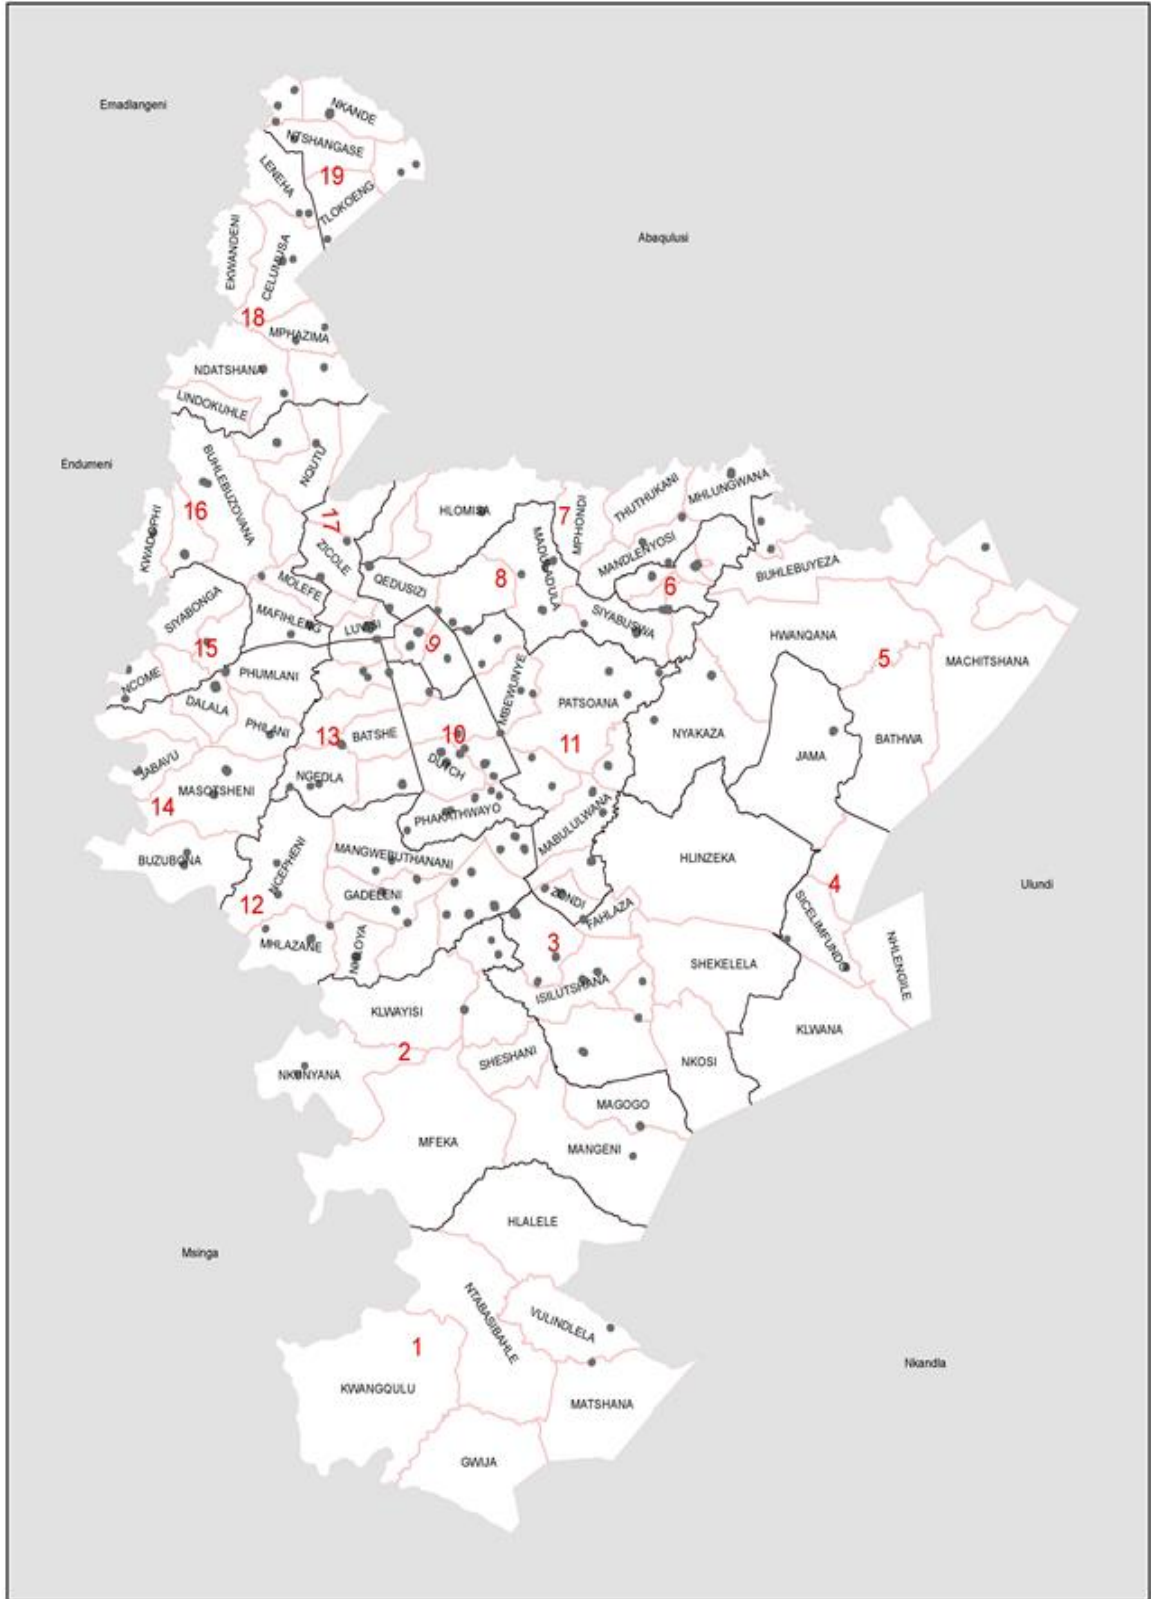 Emadlangeni
NKANDE
NTSHANGASE
LENEHA
19
TLOKOENG
EKWANDENI
CELUMUSA
Abaqulusi
18
MPHAZIMA
NDATSHANA
LINDOKUHLE
Endumeni
BUHLEBUZOVANA
NQUTU
16
KWADOPHI
17
HLOMISA
7
MPHONDI
THUTHUKANI
MHLUNGWANA
ZICOLE
MANDLENYOSI
BUHLEBUYEZA
QEDUSIZI
8
MADULADULA
6
MOLEFE
SIYABONGA
MAFIHLENG
LUVISI
SIYABUSWA
9
HWANQANA
15
5
MACHITSHANA
NCOME
PHUMLANI
DALALA
MBEWUNYE
PATSOANA
PHILANI
13
BATSHE
10
11
NYAKAZA
BATHWA
JAMA
JABAVU
NGEDLA
DUTCH
MASOTSHENI
14
PHAKATHWAYO
MABULULWANA
BUZUBONA
NCEPHENI
MANGWEBUTHANANI
HLINZEKA
4
GADELENI
ZONDI
12
FAHLAZA
SICELIMFUNDO
Ulundi
MHLAZANE
3
NHLENGILE
SHEKELELA
ISILUTSHANA
KLWAYISI
KLWANA
2
SHESHANI
NKOSI
NKUNYANA
MAGOGO
MFEKA
MANGENI
HLALELE
Msinga
NTABASIBAHLE
VULINDLELA
1
Nkandla
KWANGQULU
MATSHANA
GWIJA